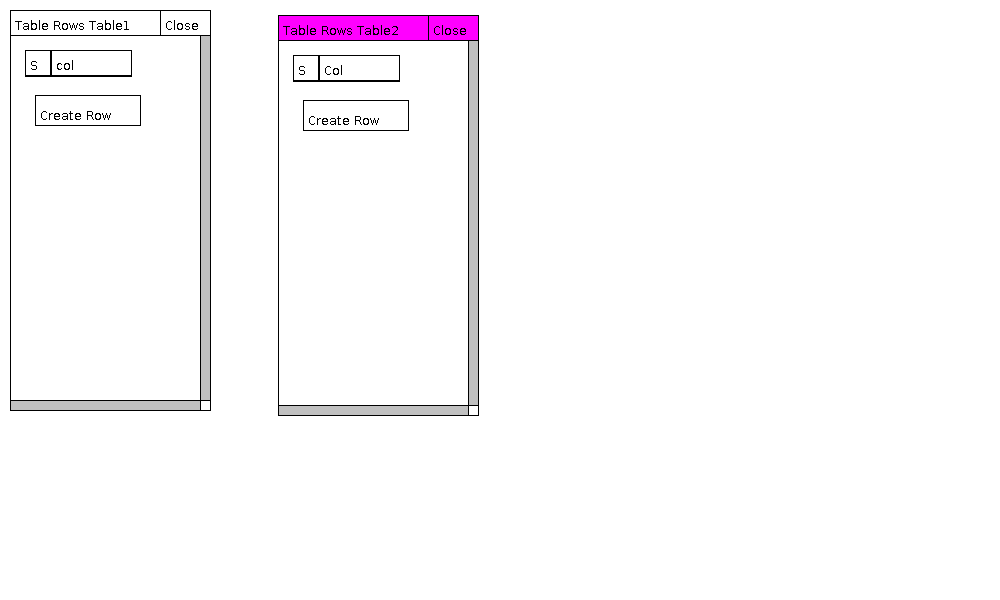 Table Rows Table1 Close
S col
Create Row
Table Rows Table2 Close
S Col
Create Row